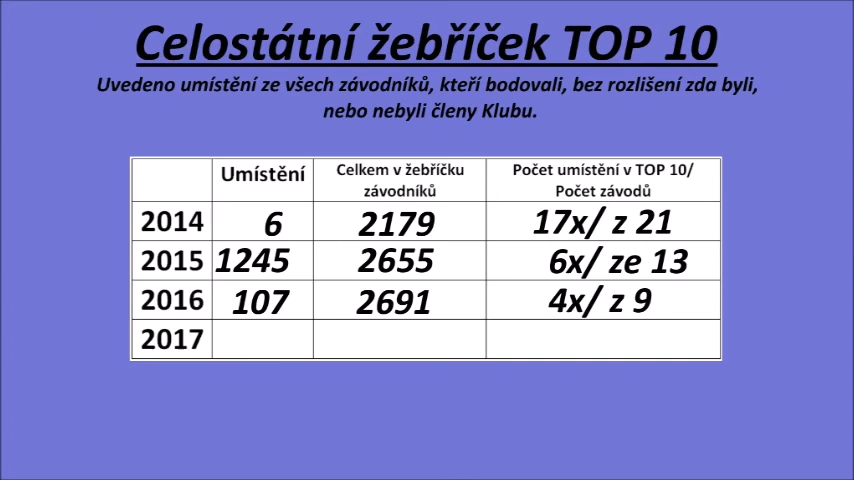 Celostátní žebříček TOP 10
Uvedeno umístění ze všech závodníků, kteří bodovali, bez rozlišení zda byli,
nebo nebyli členy Klubu.
Umístění Celkem v žebříčku závodníků Počet umístění v TOP 10/ Počet závodů
2014 6 2179 17x/ z 21
2015 1245 2655 6x/ ze 13
2016 107 2691 4x/ z 9
2017